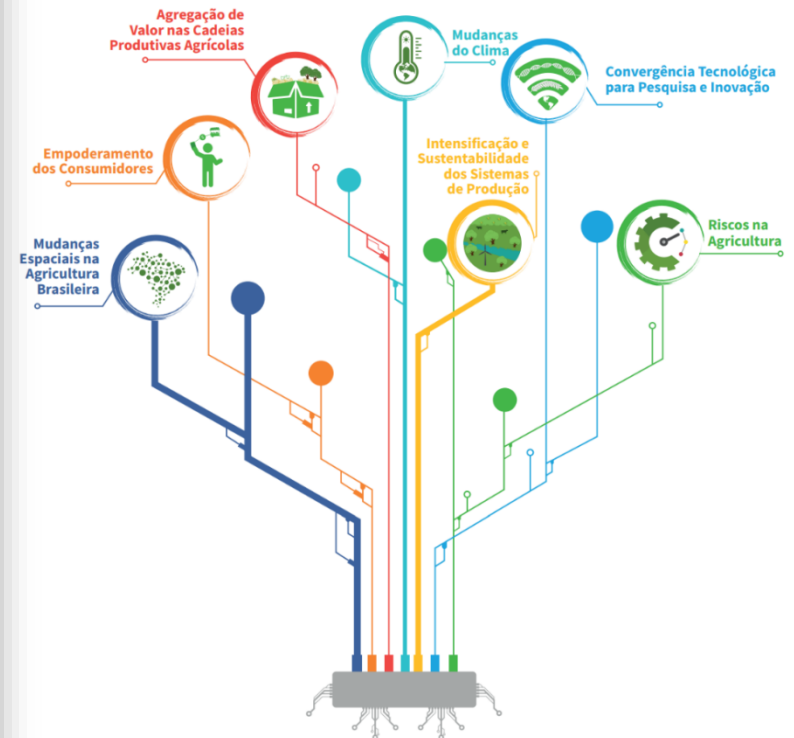 Agregação de
Valor nas Cadeias
Produtivas Agrícolas
Mudanças
do Clima
Convergência Tecnológica
para Pesquisa e Inovação
Empoderamento
dos Consumidores
Intensificação e
Sustentabilidade
dos Sistemas
de Produção
Mudanças
Espaciais na
Agricultura
Brasileira
Riscos na
Agricultura